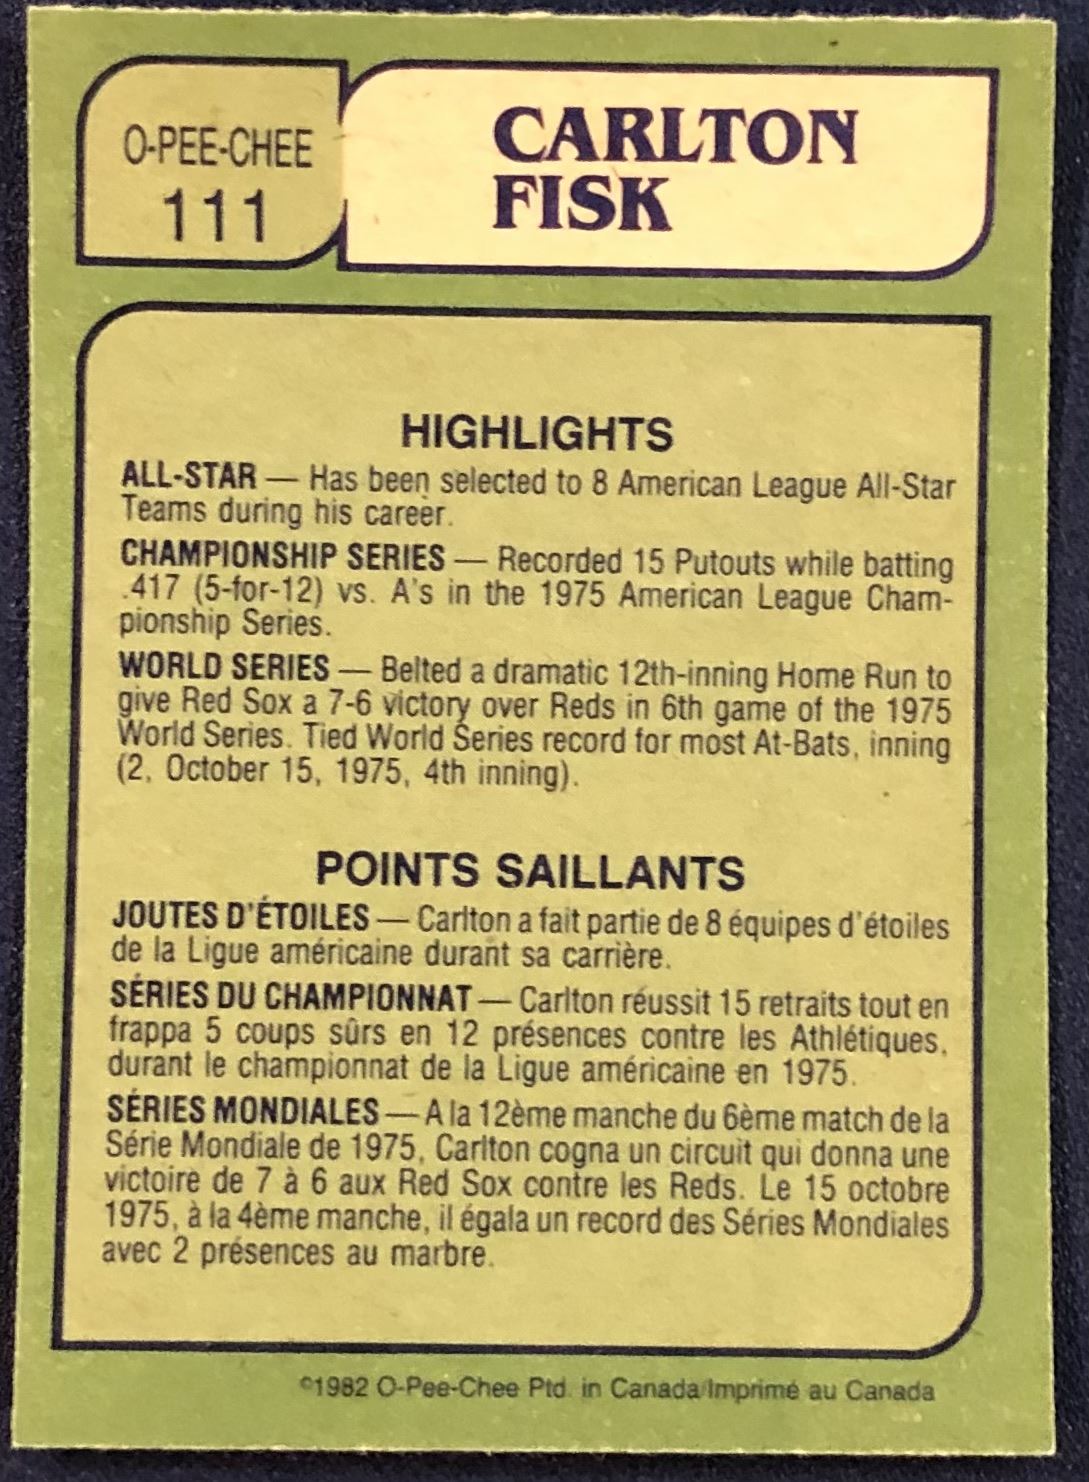 O-PEE-CHEE
111
CARLTON
FISK
HIGHLIGHTS
ALL-STAR — Has been selected to 8 American League All-Star
Teams during his career.
CHAMPIONSHIP SERIES — Recorded 15 Putouts while batting
.417 (5-for-12) vs. A's in the 1975 American League Cham-
pionship Series.
WORLD SERIES — Belted a dramatic 12th-inning Home Run to
give Red Sox a 7-6 victory over Reds in 6th game of the 1975
World Series. Tied World Series record for most At-Bats, inning
(2, October 15, 1975, 4th inning).
POINTS SAILLANTS
JOUTES D'ÉTOILES — Carlton a fait partie de 8 équipes d'étoiles
de la Ligue américaine durant sa carrière.
SÉRIES DU CHAMPIONNAT — Carlton réussit 15 retraits tout en
frappa 5 coups sûrs en 12 présences contre les Athlétiques,
durant le championnat de la Ligue américaine en 1975.
SÉRIES MONDIALES — A la 12ème manche du 6ème match de la
Série Mondiale de 1975, Carlton cogna un circuit qui donna une
victoire de 7 à 6 aux Red Sox contre les Reds. Le 15 octobre
1975, à la 4ème manche, il égala un record des Séries Mondiales
avec 2 présences au marbre.
©1982 O-Pee-Chee Ptd. in Canada/Imprimé au Canada